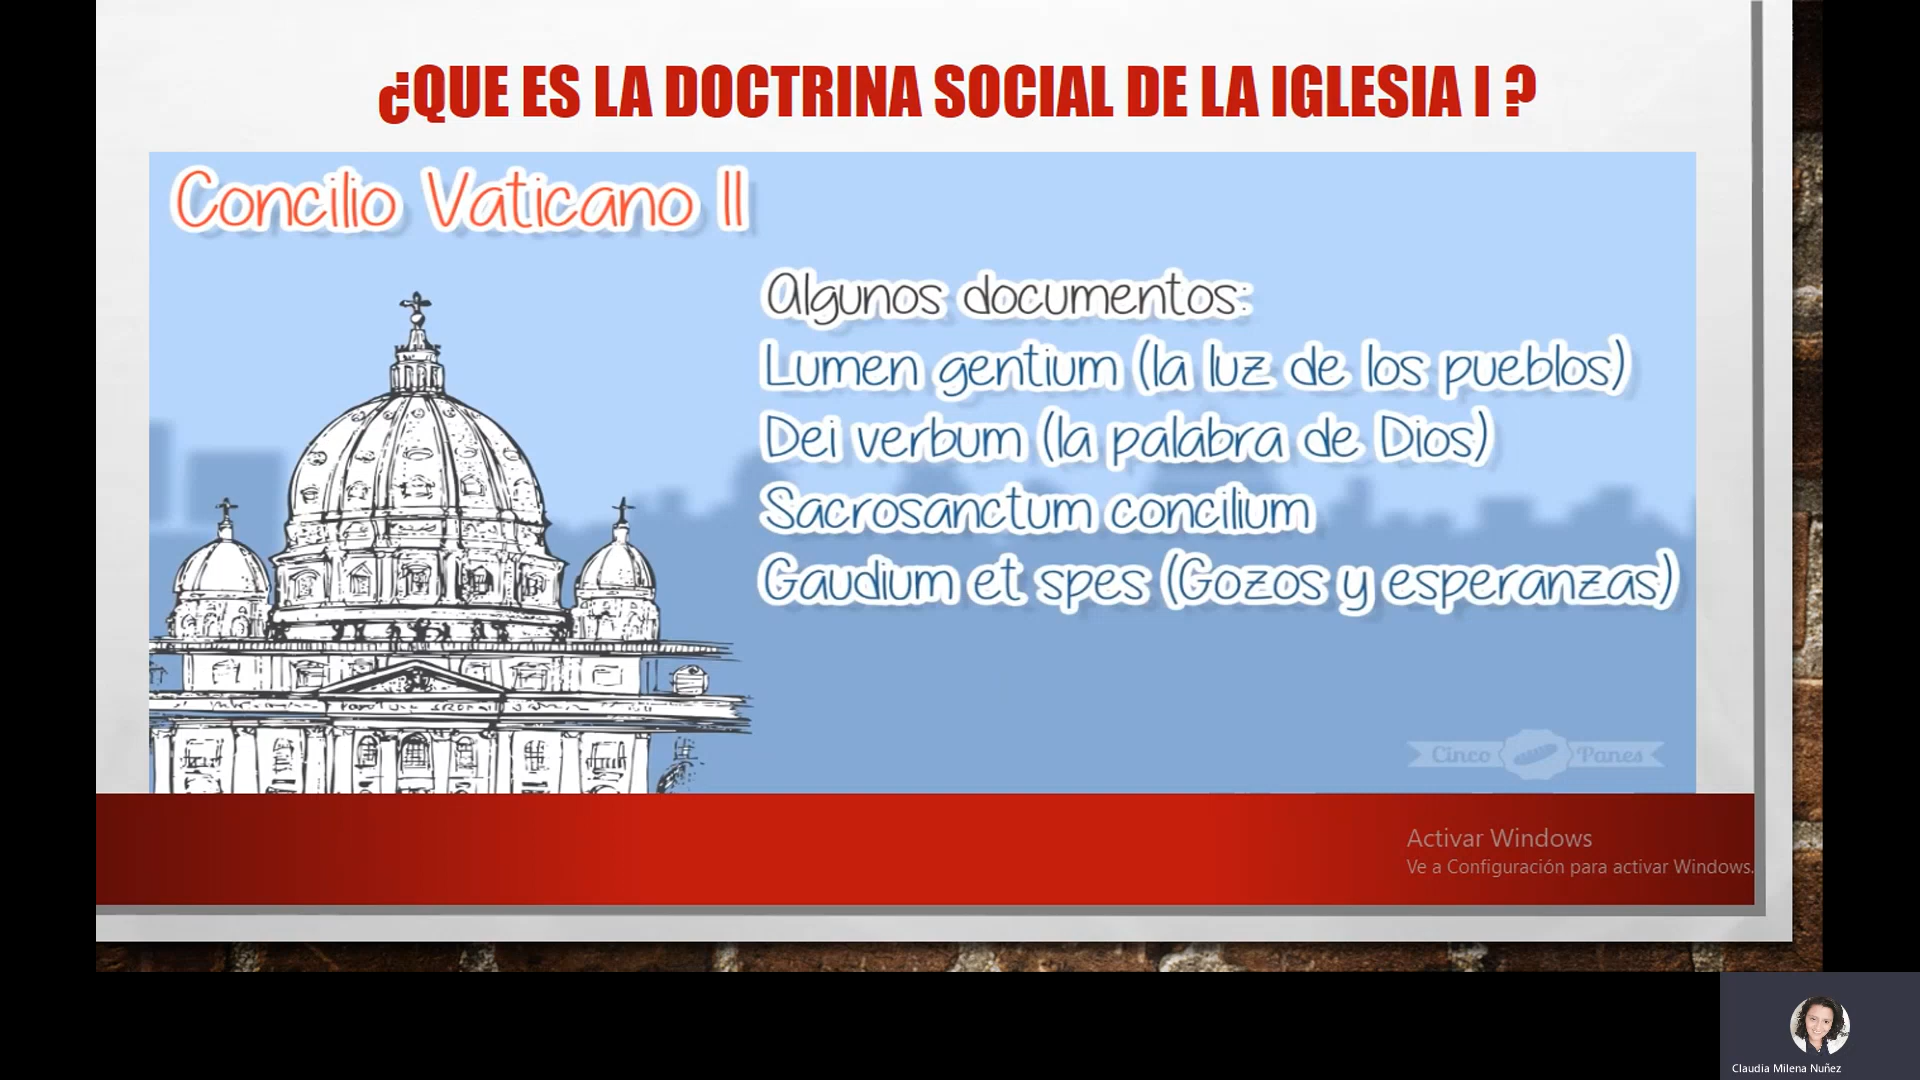 ¿QUE ES LA DOCTRINA SOCIAL DE LA IGLESIA I ?
Concilio Vaticano II
Algunos documentos:
Lumen gentium (la luz de los pueblos)
Dei verbum (la palabra de Dios)
Sacrosanctum concilium
Gaudium et spes (Gozos y esperanzas)
Cinco Panes
Activar Windows
Ve a Configuración para activar Windows.
Claudia Milena Nuñez